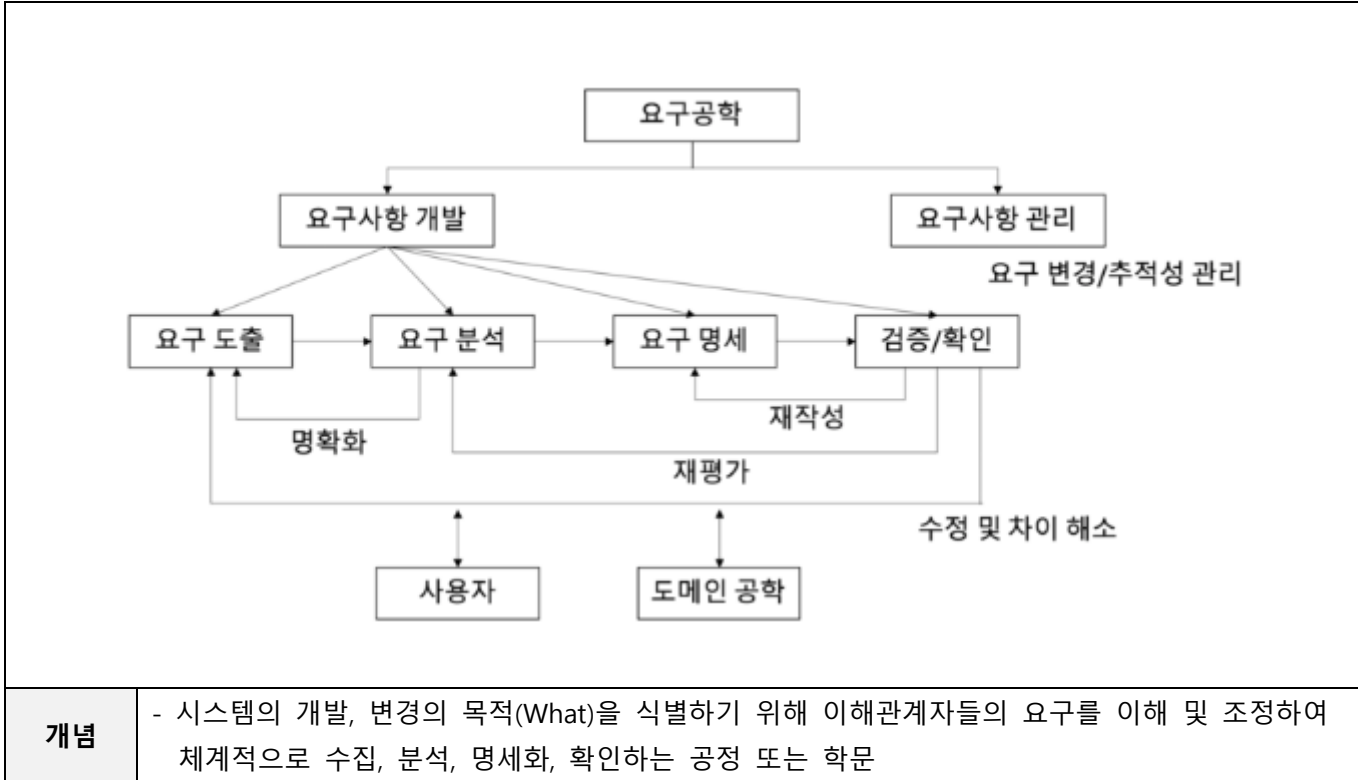 요구공학
요구사항 개발
요구사항 관리
요구 변경/추적성 관리
요구 도출
요구 분석
요구 명세
검증/확인
재작성
명확화
재평가
수정 및 차이 해소
사용자
도메인 공학
개념
- 시스템의 개발, 변경의 목적(What)을 식별하기 위해 이해관계자들의 요구를 이해 및 조정하여
체계적으로 수집, 분석, 명세화, 확인하는 공정 또는 학문